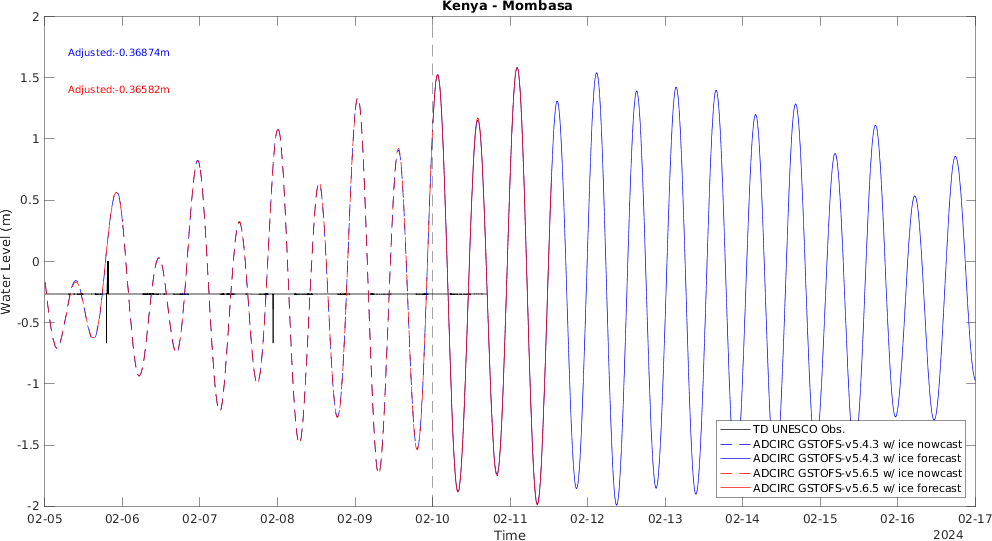 Kenya - Mombasa
Adjusted:-0.36874m
Adjusted:-0.36582m
Water Level (m)
2
1.5
1
0.5
0
-0.5
-1
-1.5
-2
TD UNESCO Obs.
ADCIRC GSTOFS-v5.4.3 w/ ice nowcast
ADCIRC GSTOFS-v5.4.3 w/ ice forecast
ADCIRC GSTOFS-v5.6.5 w/ ice nowcast
ADCIRC GSTOFS-v5.6.5 w/ ice forecast
02-05 02-06 02-07 02-08 02-09 02-10 02-11 02-12 02-13 02-14 02-15 02-16 02-17
Time
2024